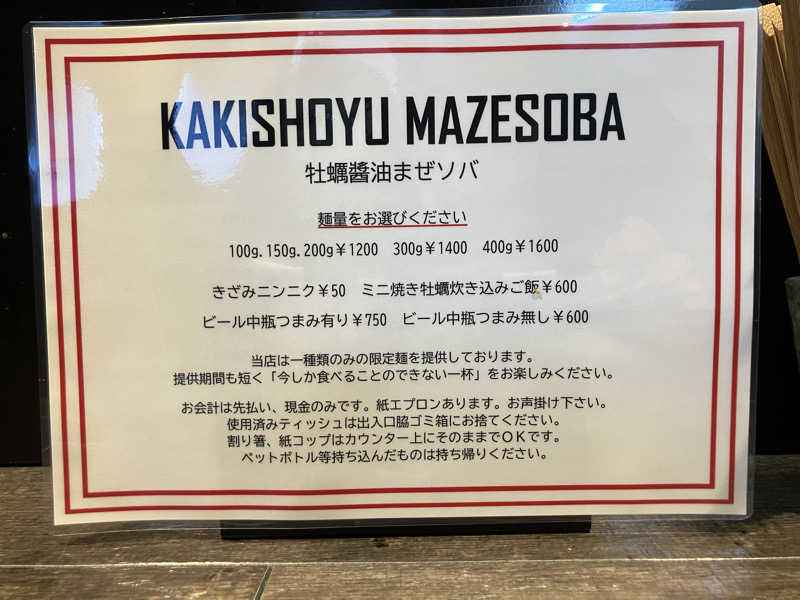 KAKISHOYU MAZESOBA
牡蠣醬油まぜソバ
麺量をお選びください
100g.150g.200g￥1200 300g￥1400 400g￥1600
きざみニンニク￥50 ミニ焼き牡蠣炊き込みご飯￥600
ビール中瓶つまみ有り￥750 ビール中瓶つまみ無し￥600
当店は一種類のみの限定麺を提供しております。
提供期間も短く「今しか食べることのできない一杯」をお楽しみください。
お会計は先払い、現金のみです。紙エプロンあります。お声掛け下さい。
使用済みティッシュは出入口脇ゴミ箱にお捨てください。
割り箸、紙コップはカウンター上にそのままでＯＫです。
ペットボトル等持ち込んだものは持ち帰りください。